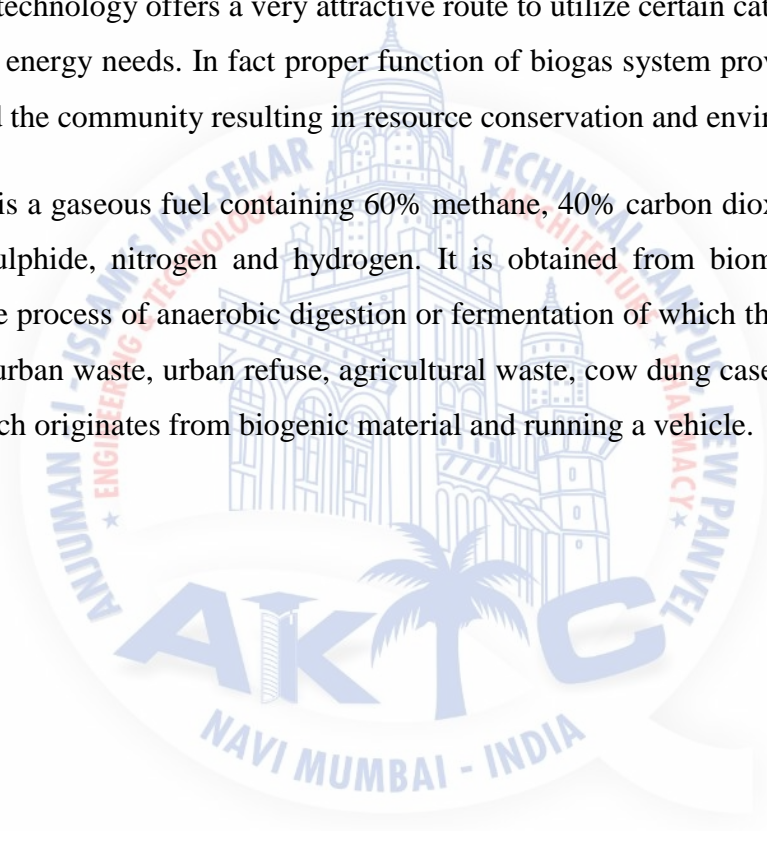 technology offers a very attractive route to utilize certain cat
energy needs. In fact proper function of biogas system prov
the community resulting in resource conservation and envir
is a gaseous fuel containing 60% methane, 40% carbon diox
ulphide, nitrogen and hydrogen. It is obtained from biom
e process of anaerobic digestion or fermentation of which th
urban waste, urban refuse, agricultural waste, cow dung case
ch originates from biogenic material and running a vehicle.
ANJUMAN - I - ISLAM'S KALSEKAR TECHNICAL CAMPUS, NEW PANVEL
ENGINEERING & TECHNOLOGY ★ ARCHITECTURE ★ PHARMACY ★
AKTC
NAVI MUMBAI - INDIA